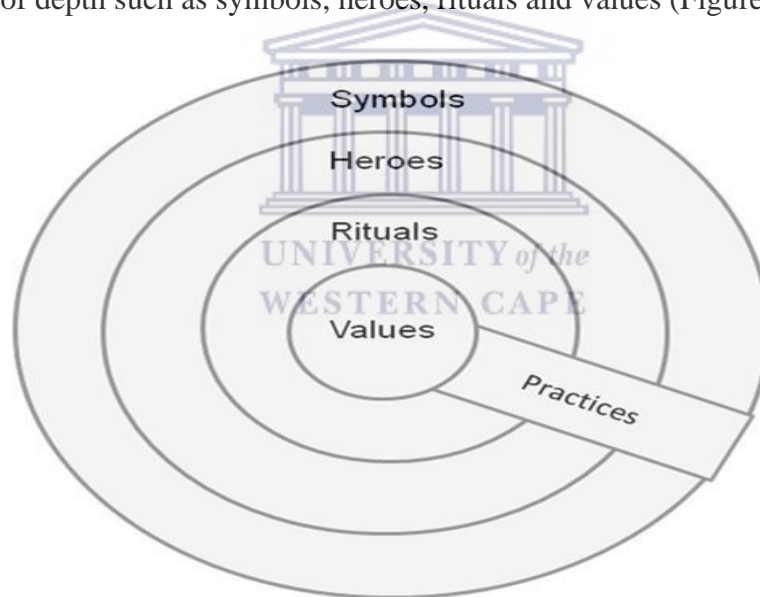 of depth such as symbols, heroes, rituals and values (Figure
Symbols
Heroes
Rituals
UNIVERSITY of the
WESTERN CAPE
Values
Practices